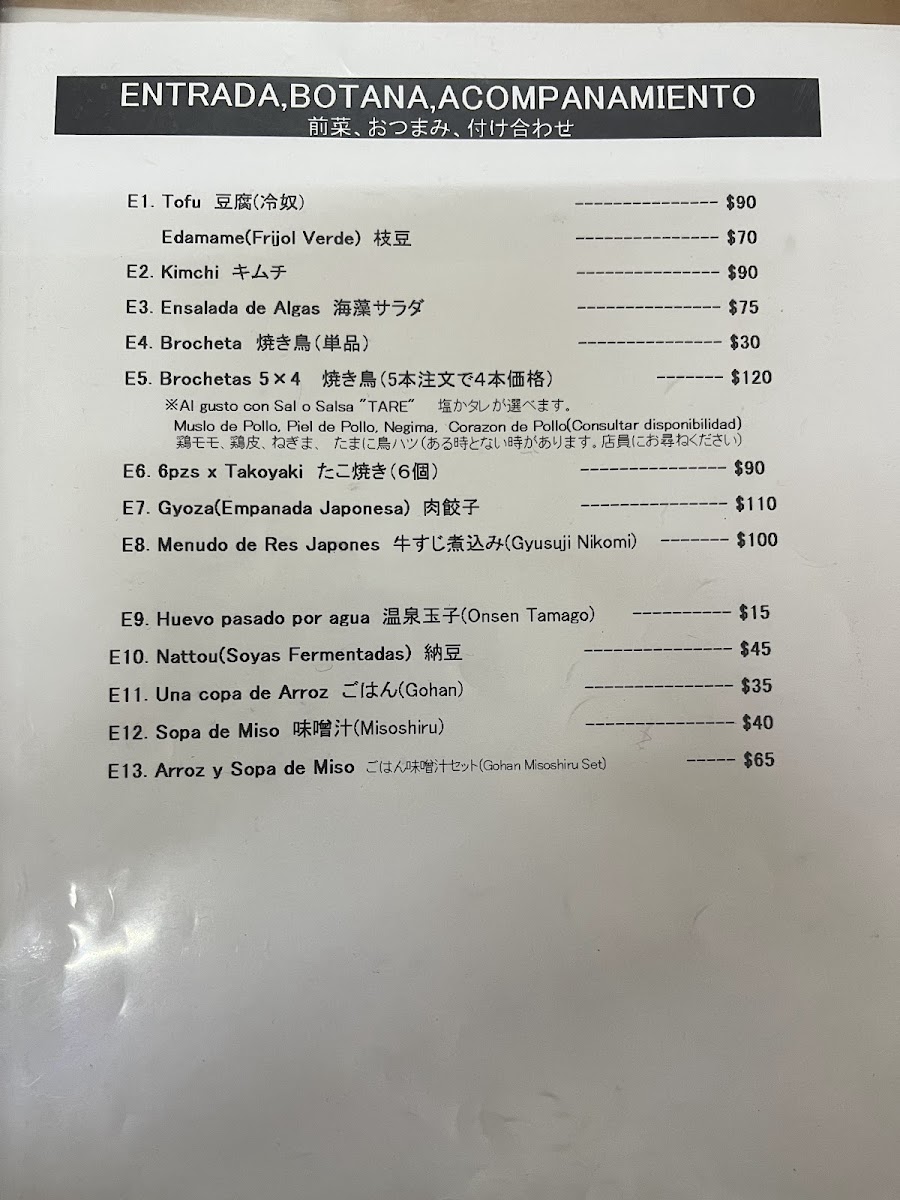 ENTRADA,BOTANA,ACOMPANAMIENTO
前菜、おつまみ、付け合わせ
E1. Tofu 豆腐(冷奴) --------------- $90
Edamame(Frijol Verde) 枝豆 --------------- $70
E2. Kimchi キムチ --------------- $90
E3. Ensalada de Algas 海藻サラダ --------------- $75
E4. Brocheta 焼き鳥(単品) --------------- $30
E5. Brochetas 5×4 焼き鳥(5本注文で4本価格) ------- $120
※Al gusto con Sal o Salsa "TARE" 塩かタレが選べます。
Muslo de Pollo, Piel de Pollo, Negima, Corazon de Pollo(Consultar disponibilidad)
鶏モモ、鶏皮、ねぎま、 たまに鳥ハツ(ある時とない時があります。店員にお尋ねください)
E6. 6pzs x Takoyaki たこ焼き(6個) --------------- $90
E7. Gyoza(Empanada Japonesa) 肉餃子 --------------- $110
E8. Menudo de Res Japones 牛すじ煮込み(Gyusuji Nikomi) ------- $100
E9. Huevo pasado por agua 温泉玉子(Onsen Tamago) ---------- $15
E10. Nattou(Soyas Fermentadas) 納豆 --------------- $45
E11. Una copa de Arroz ごはん(Gohan) --------------- $35
E12. Sopa de Miso 味噌汁(Misoshiru) --------------- $40
E13. Arroz y Sopa de Miso ごはん味噌汁セット(Gohan Misoshiru Set) ----- $65